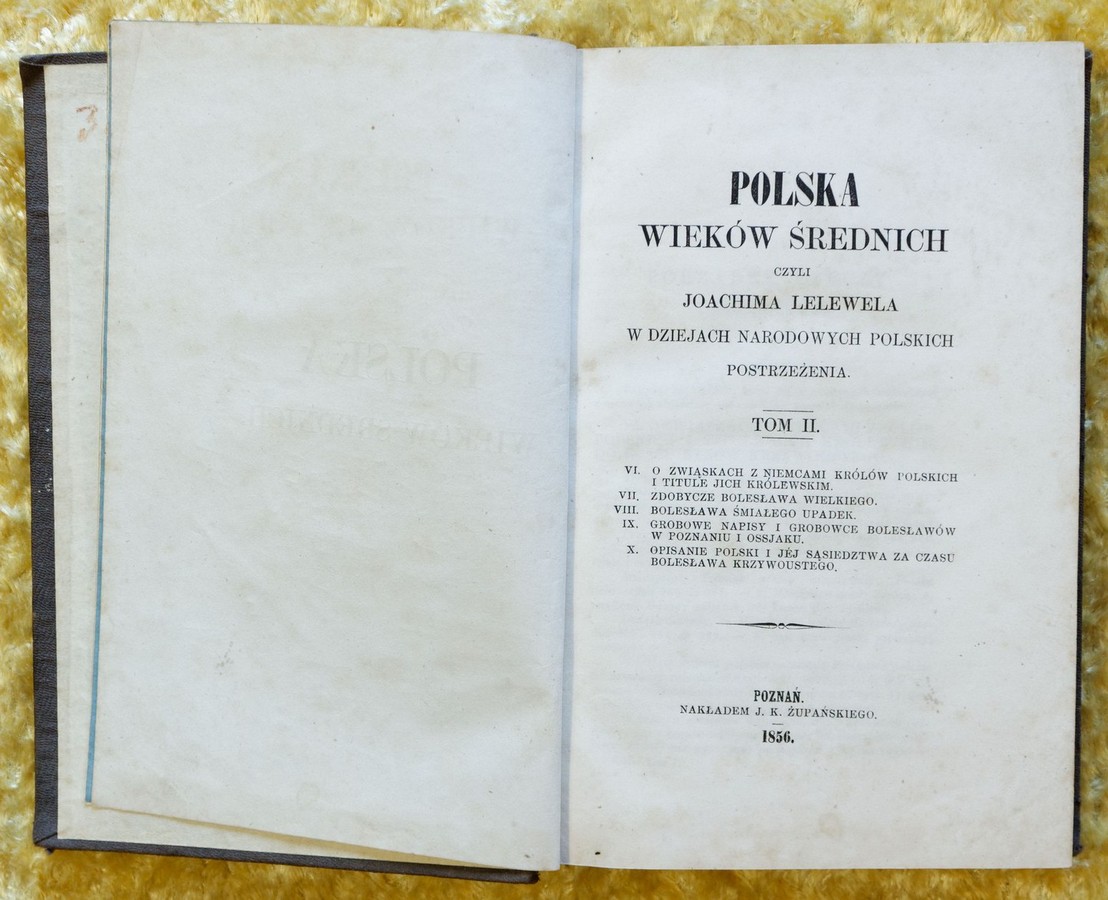 3
POLSKA
WIEKÓW ŚREDNICH
CZYLI
JOACHIMA LELEWELA
W DZIEJACH NARODOWYCH POLSKICH
POSTRZEŻENIA.
TOM II.
VI. O ZWIĄSKACH Z NIEMCAMI KRÓLÓW POLSKICH
I TITULE JICH KRÓLEWSKIM.
VII. ZDOBYCZE BOLESŁAWA WIELKIEGO.
VIII. BOLESŁAWA ŚMIAŁEGO UPADEK.
IX. GROBOWE NAPISY I GROBOWCE BOLESŁAWÓW
W POZNANIU I OSSJAKU.
X. OPISANIE POLSKI I JÉJ SĄSIEDZTWA ZA CZASU
BOLESŁAWA KRZYWOUSTEGO.
POZNAŃ.
NAKŁADEM J. K. ŻUPAŃSKIEGO.
1856.